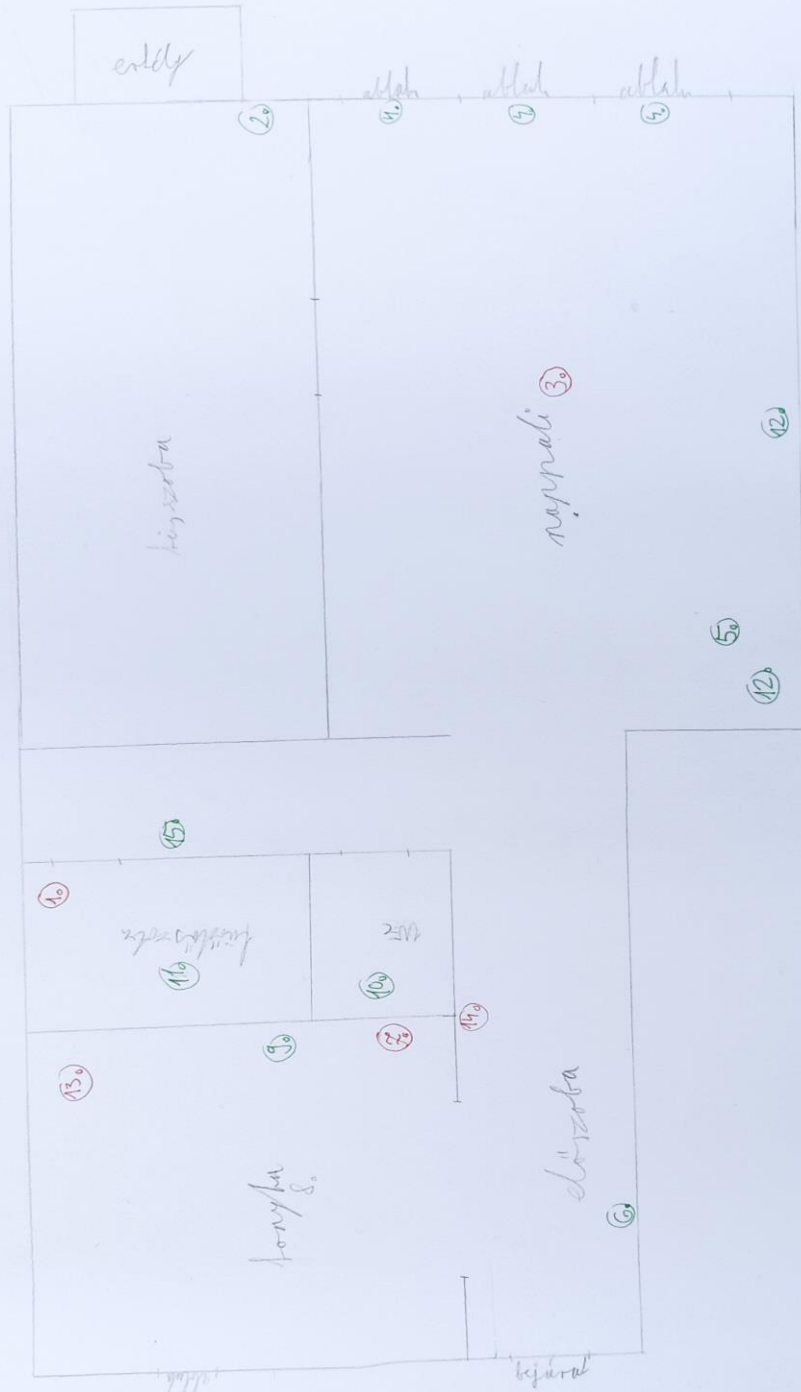 erkély
ablak
ablak
ablak
2.
4.
4.
4.
nappali
3.
12.
5.
12.
15.
1.
fürdőszoba
11.
WC
10.
14.
7.
9.
13.
konyha
8.
előszoba
6.
ablak
bejárat